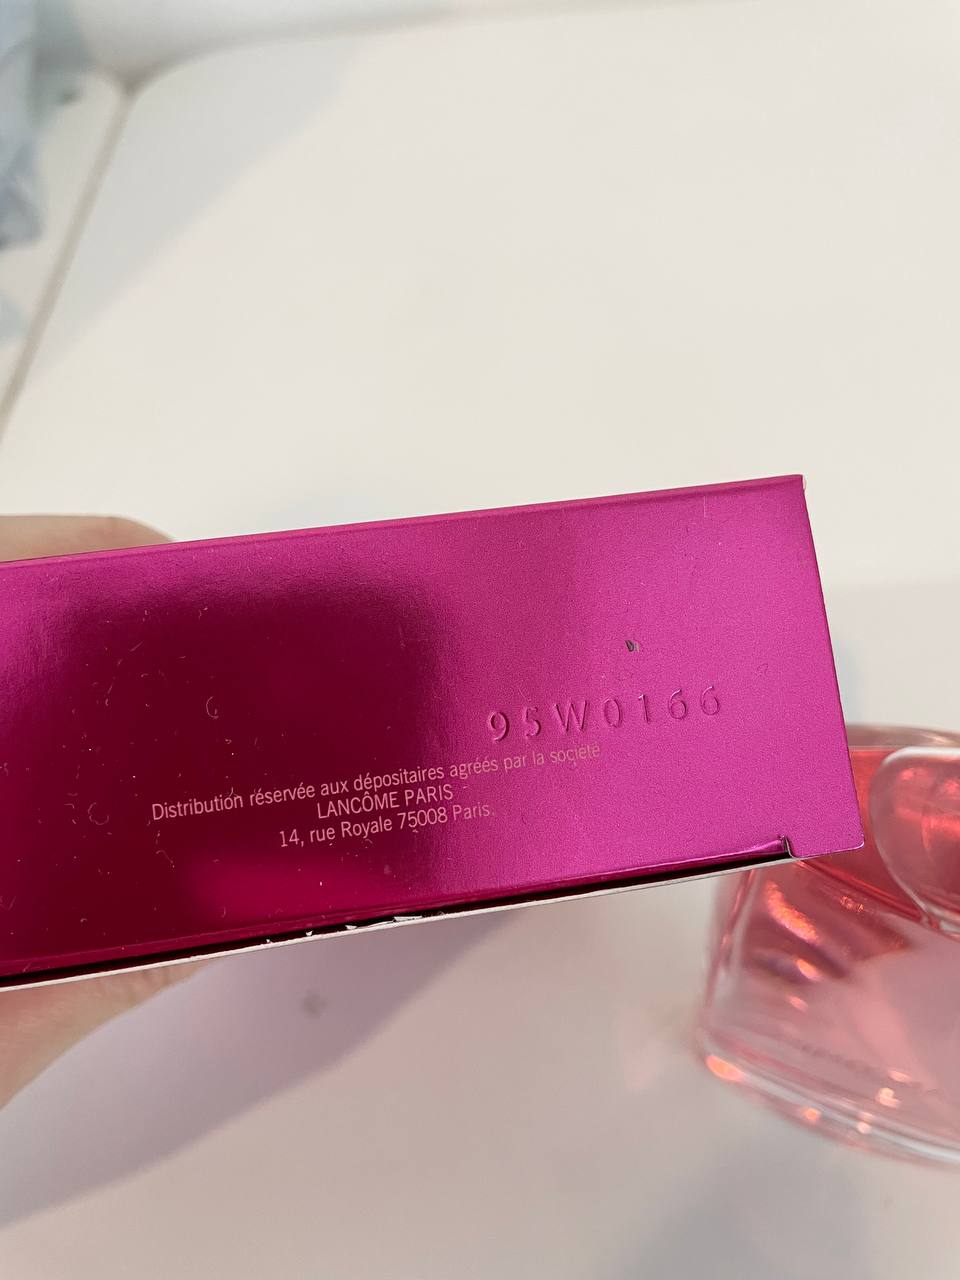 95W0166
Distribution réservée aux dépositaires agréés par la société
LANCÔME PARIS
14, rue Royale 75008 Paris.